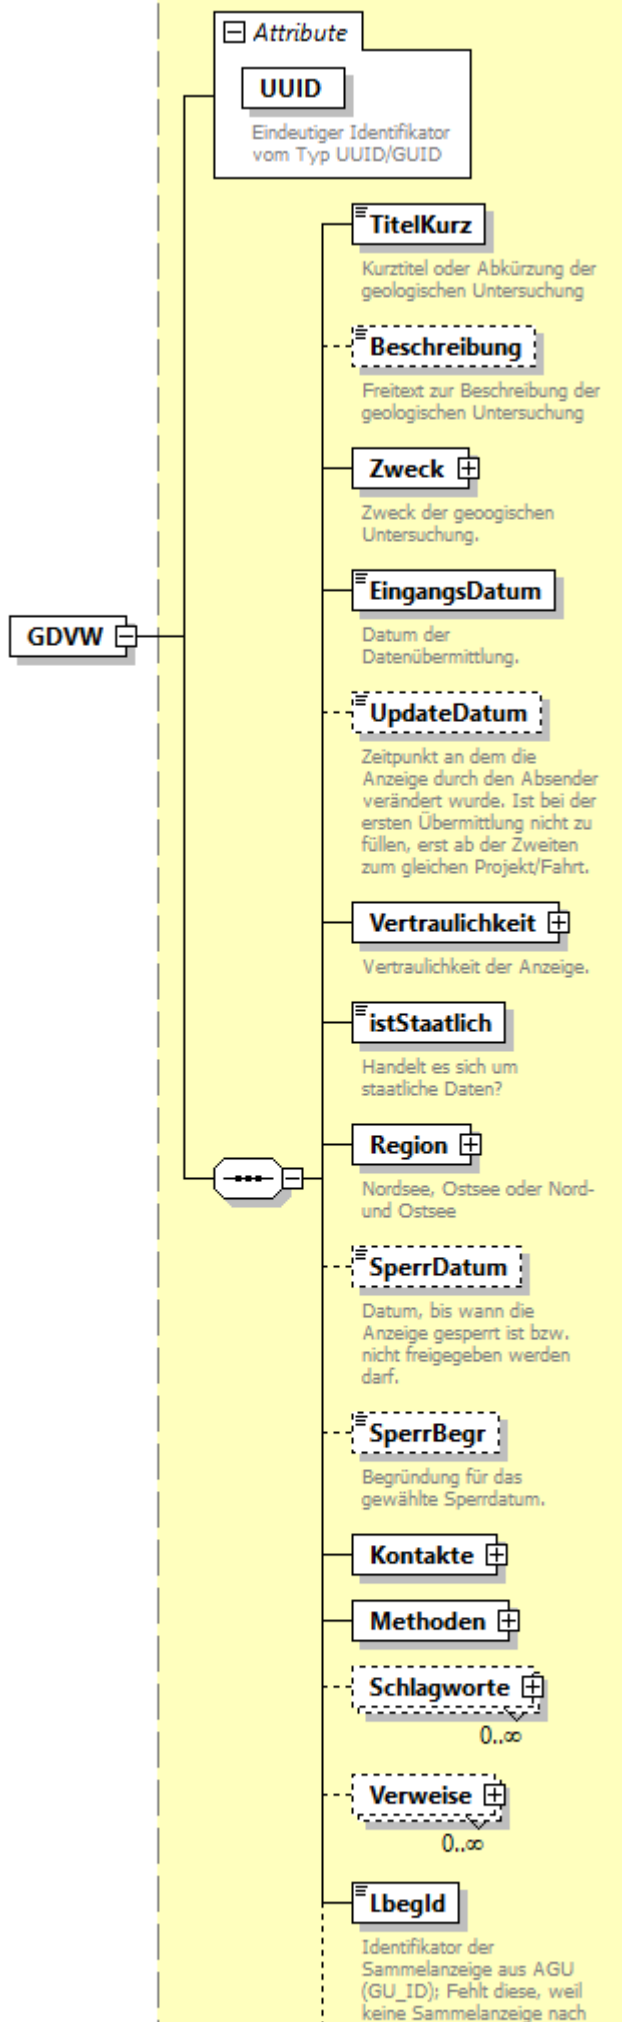 Attribute
UUID
Eindeutiger Identifikator
vom Typ UUID/GUID
TitelKurz
Kurztitel oder Abkürzung der
geologischen Untersuchung
Beschreibung
Freitext zur Beschreibung der
geologischen Untersuchung
Zweck
Zweck der geoogischen
Untersuchung.
EingangsDatum
Datum der
Datenübermittlung.
GDVW
UpdateDatum
Zeitpunkt an dem die
Anzeige durch den Absender
verändert wurde. Ist bei der
ersten Übermittlung nicht zu
füllen, erst ab der Zweiten
zum gleichen Projekt/Fahrt.
Vertraulichkeit
Vertraulichkeit der Anzeige.
istStaatlich
Handelt es sich um
staatliche Daten?
Region
Nordsee, Ostsee oder Nord-
und Ostsee
SperrDatum
Datum, bis wann die
Anzeige gesperrt ist bzw.
nicht freigegeben werden
darf.
SperrBegr
Begründung für das
gewählte Sperrdatum.
Kontakte
Methoden
Schlagworte
0..∞
Verweise
0..∞
LbegId
Identifikator der
Sammelanzeige aus AGU
(GU_ID); Fehlt diese, weil
keine Sammelanzeige nach